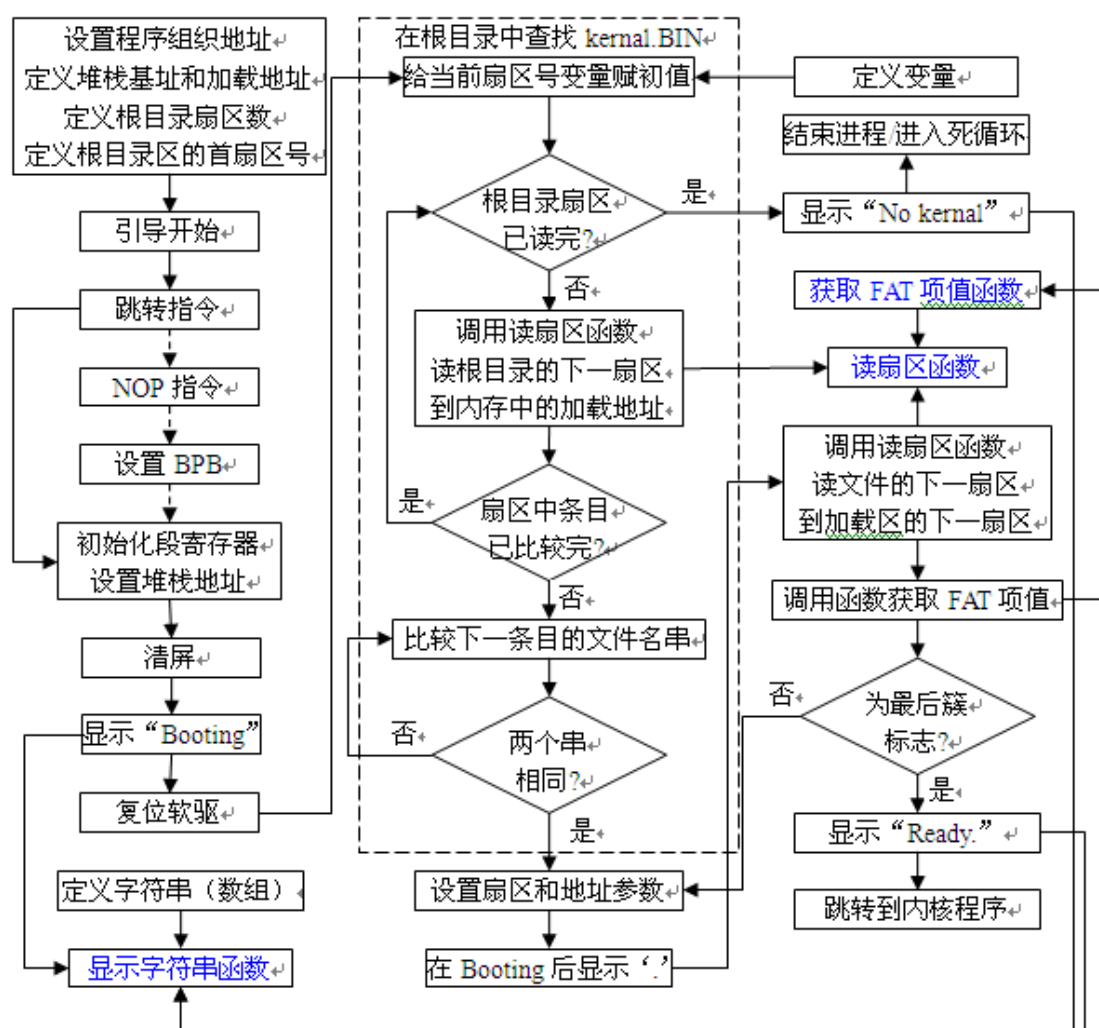 设置程序组织地址
定义堆栈基址和加载地址
定义根目录扇区数
定义根目录区的首扇区号
引导开始
跳转指令
NOP 指令
设置 BPB
初始化段寄存器
设置堆栈地址
清屏
显示“Booting”
复位软驱
定义字符串（数组）
显示字符串函数
在根目录中查找 kernal.BIN
给当前扇区号变量赋初值
根目录扇区
已读完?
是
否
调用读扇区函数
读根目录的下一扇区
到内存中的加载地址
是
扇区中条目
已比较完?
否
比较下一条目的文件名串
否
两个串
相同?
是
设置扇区和地址参数
在 Booting 后显示‘.’
定义变量
结束进程/进入死循环
显示“No kernal”
获取 FAT 项值函数
读扇区函数
调用读扇区函数
读文件的下一扇区
到加载区的下一扇区
调用函数获取 FAT 项值
否
为最后簇
标志?
是
显示“Ready.”
跳转到内核程序